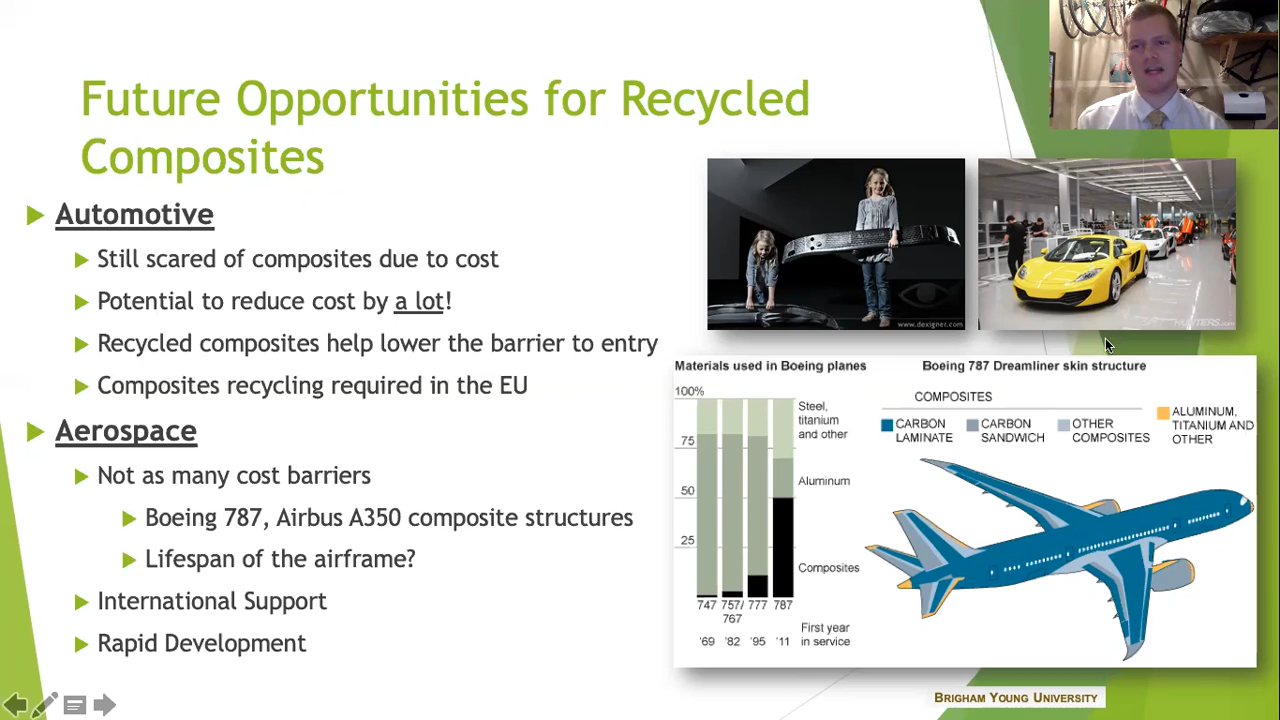 Future Opportunities for Recycled
Composites
Automotive
Still scared of composites due to cost
Potential to reduce cost by a lot!
Recycled composites help lower the barrier to entry
Composites recycling required in the EU
Aerospace
Not as many cost barriers
Boeing 787, Airbus A350 composite structures
Lifespan of the airframe?
International Support
Rapid Development
www.dexigner.com
Materials used in Boeing planes
100%
75
50
25
Steel,
titanium
and other
Aluminum
Composites
747 757/ 777 787
767
'69 '82 '95 '11
First year
in service
Boeing 787 Dreamliner skin structure
COMPOSITES
CARBON
LAMINATE
CARBON
SANDWICH
OTHER
COMPOSITES
ALUMINUM,
TITANIUM AND
OTHER
BRIGHAM YOUNG UNIVERSITY